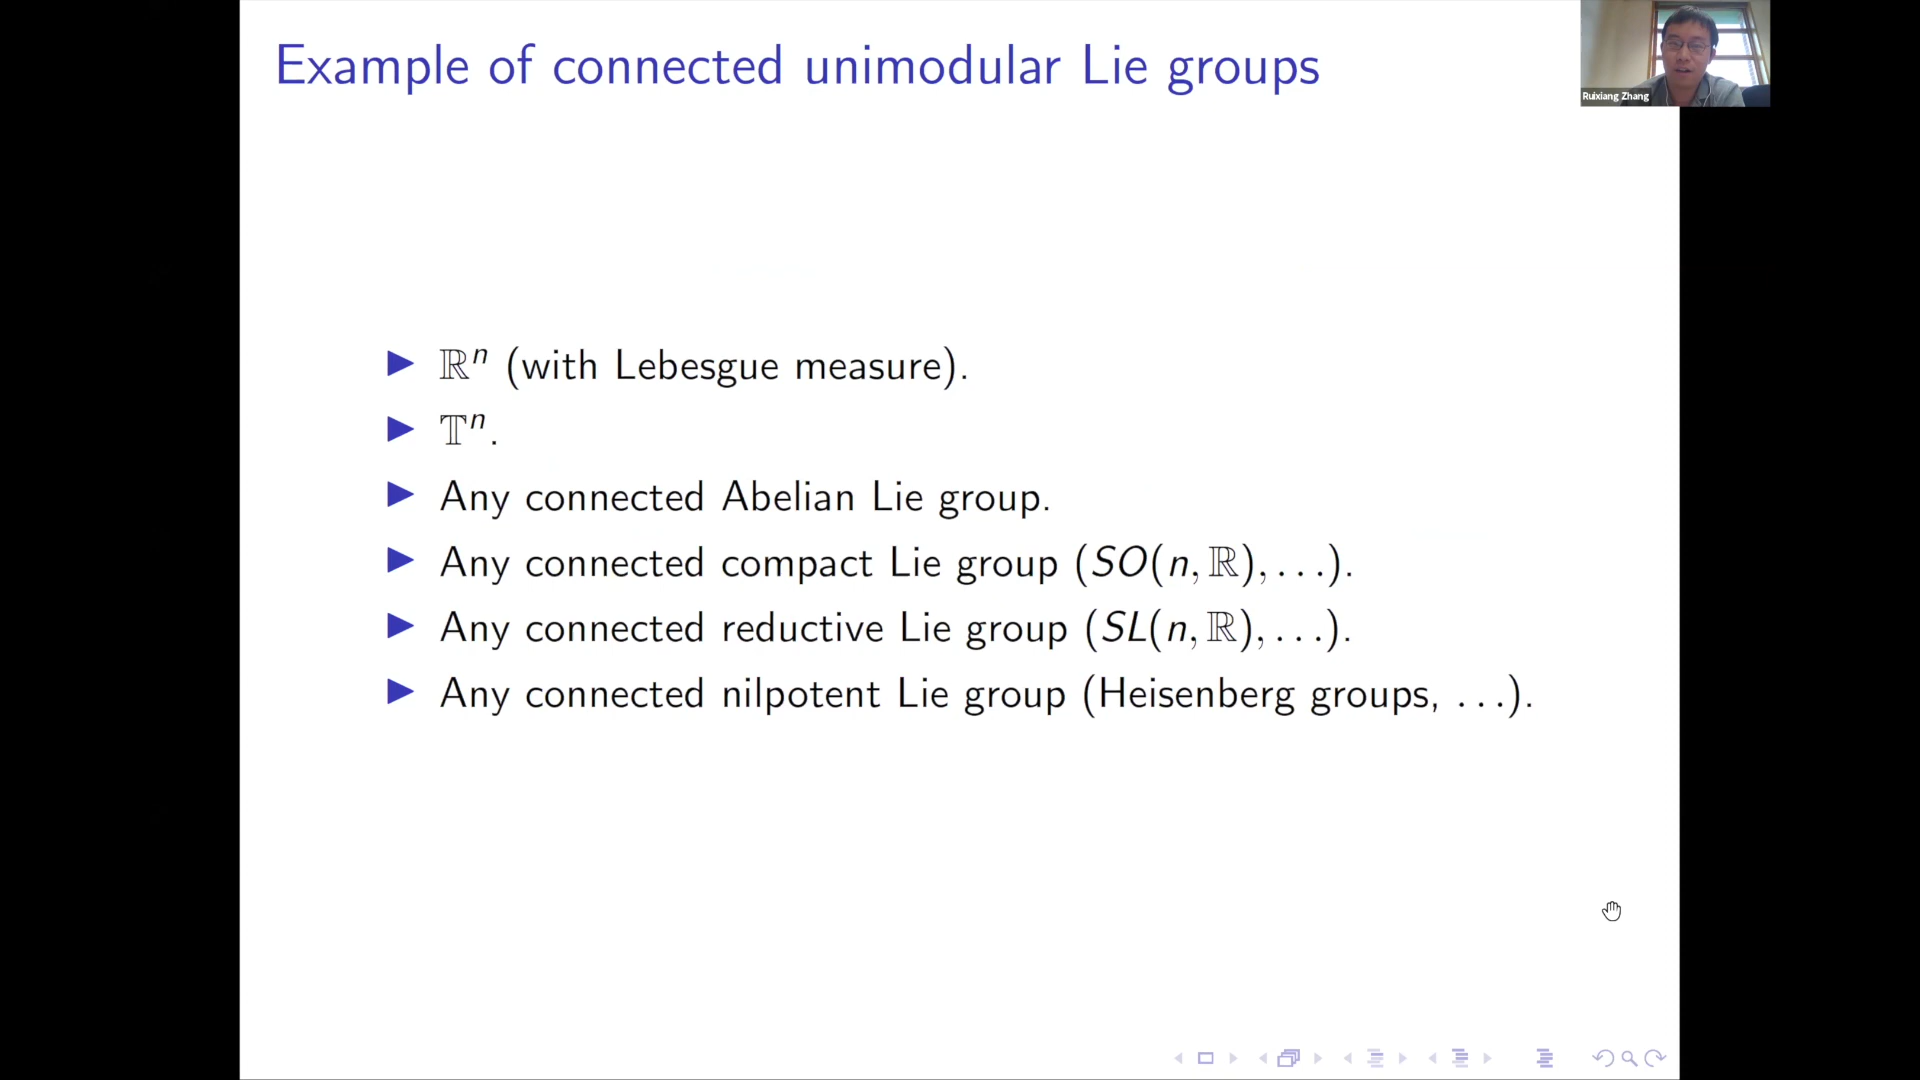 Example of connected unimodular Lie groups
Ruixiang Zhang
▶ ℝⁿ (with Lebesgue measure).
▶ 𝕋ⁿ.
▶ Any connected Abelian Lie group.
▶ Any connected compact Lie group (SO(n, ℝ), . . .).
▶ Any connected reductive Lie group (SL(n, ℝ), . . .).
▶ Any connected nilpotent Lie group (Heisenberg groups, . . .).